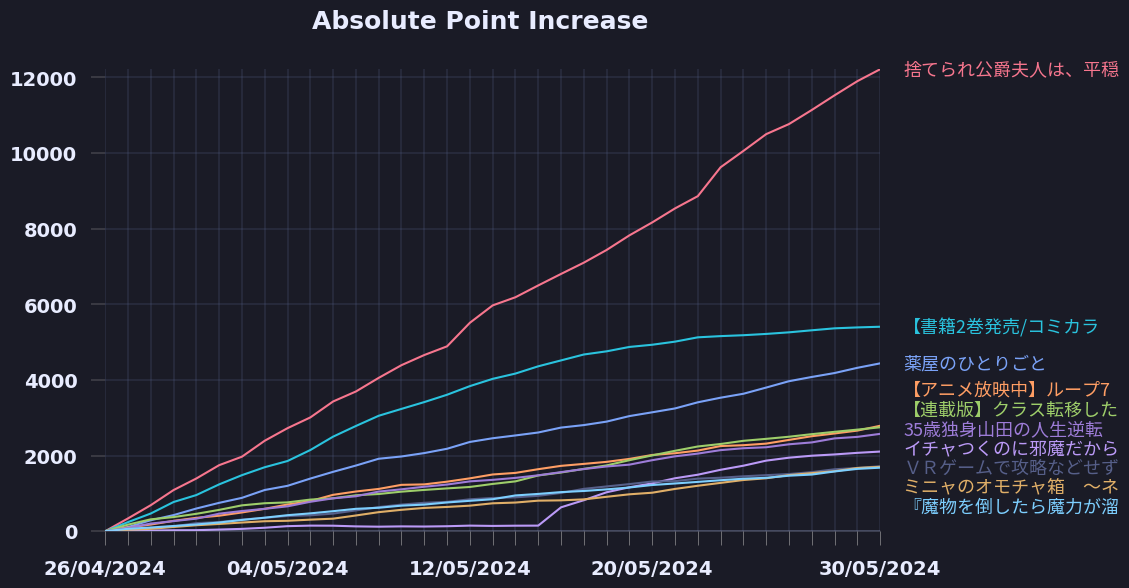 Absolute Point Increase
12000
10000
8000
6000
4000
2000
0
26/04/2024
04/05/2024
12/05/2024
20/05/2024
30/05/2024
捨てられ公爵夫人は、平穏
【書籍2巻発売/コミカラ
薬屋のひとりごと
【アニメ放映中】ループ7
【連載版】クラス転移した
35歳独身山田の人生逆転
イチャつくのに邪魔だから
ＶＲゲームで攻略などせず
ミニャのオモチャ箱　～ネ
『魔物を倒したら魔力が溜